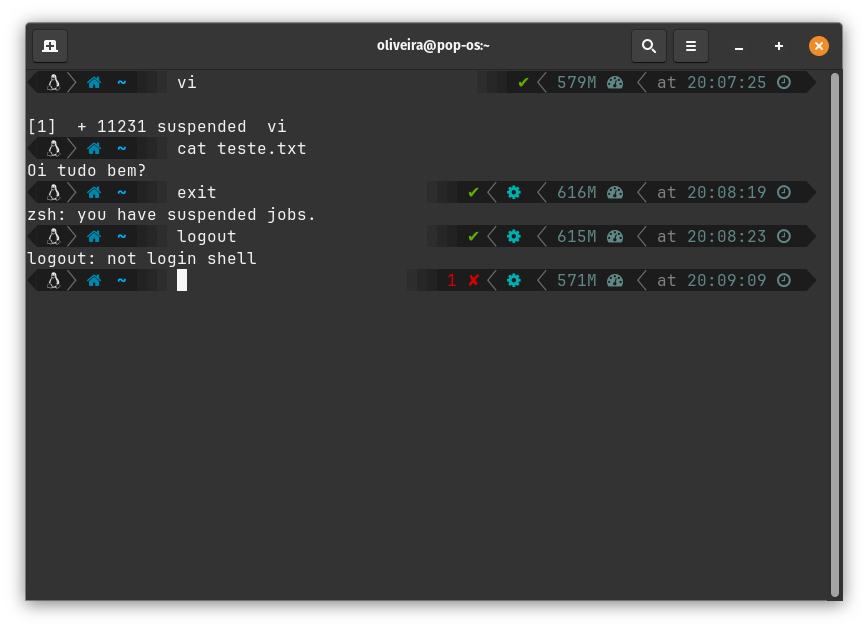 oliveira@pop-os:~
~ vi ✔ 579M at 20:07:25
[1]  + 11231 suspended  vi
~ cat teste.txt
Oi tudo bem?
~ exit ✔ 616M at 20:08:19
zsh: you have suspended jobs.
~ logout ✔ 615M at 20:08:23
logout: not login shell
~ 1 ✘ 571M at 20:09:09